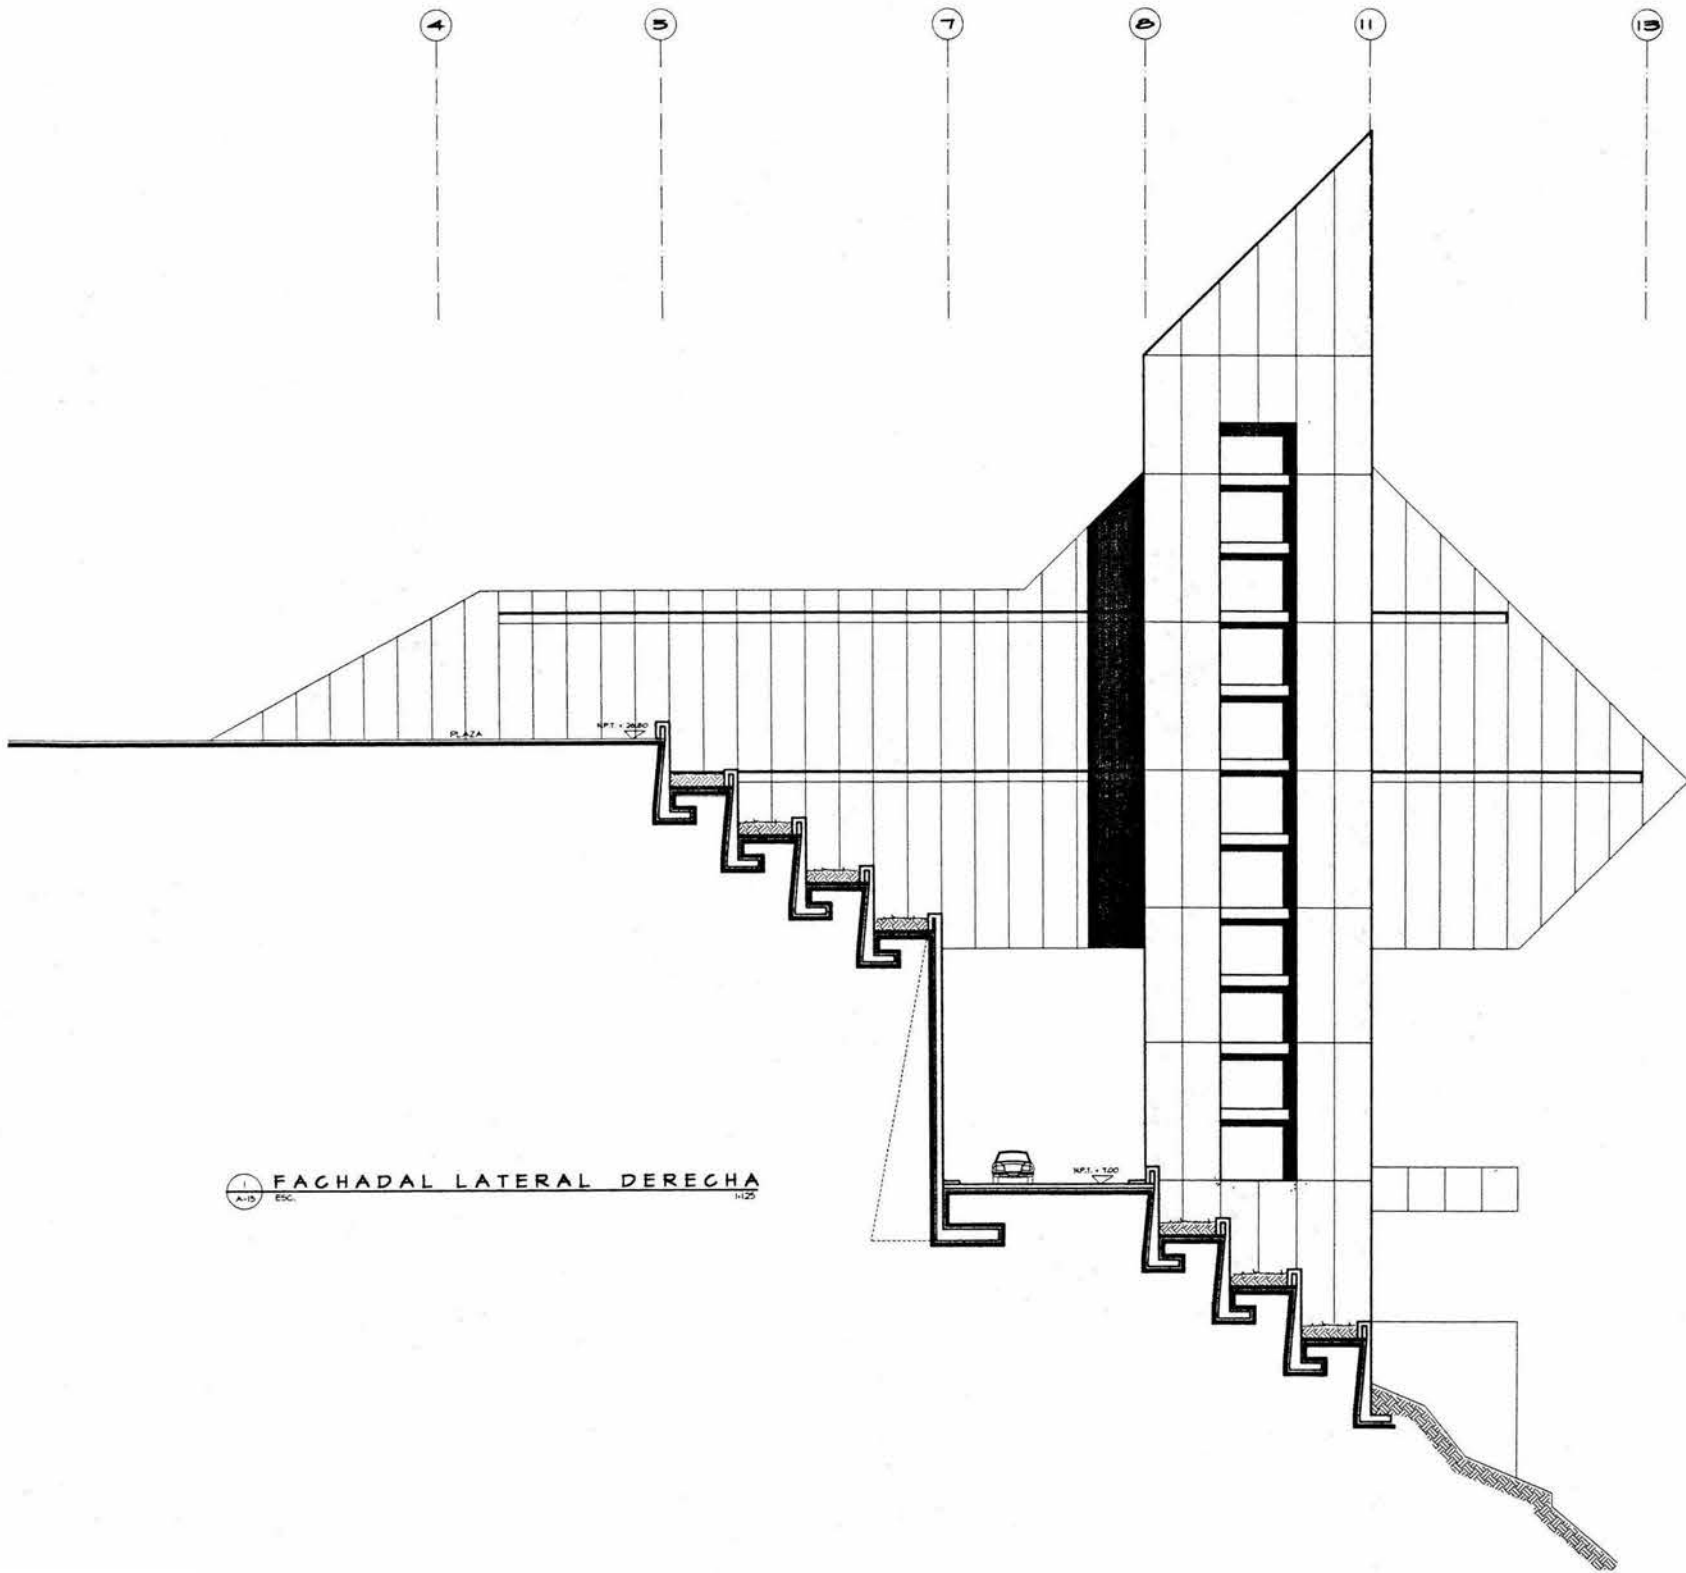 4 5 7 8 11 13
N.P.T. + 26.80
PLAZA
N.P.T. + 7.00
1 FACHADAL LATERAL DERECHA
A-15 ESC. 1:125